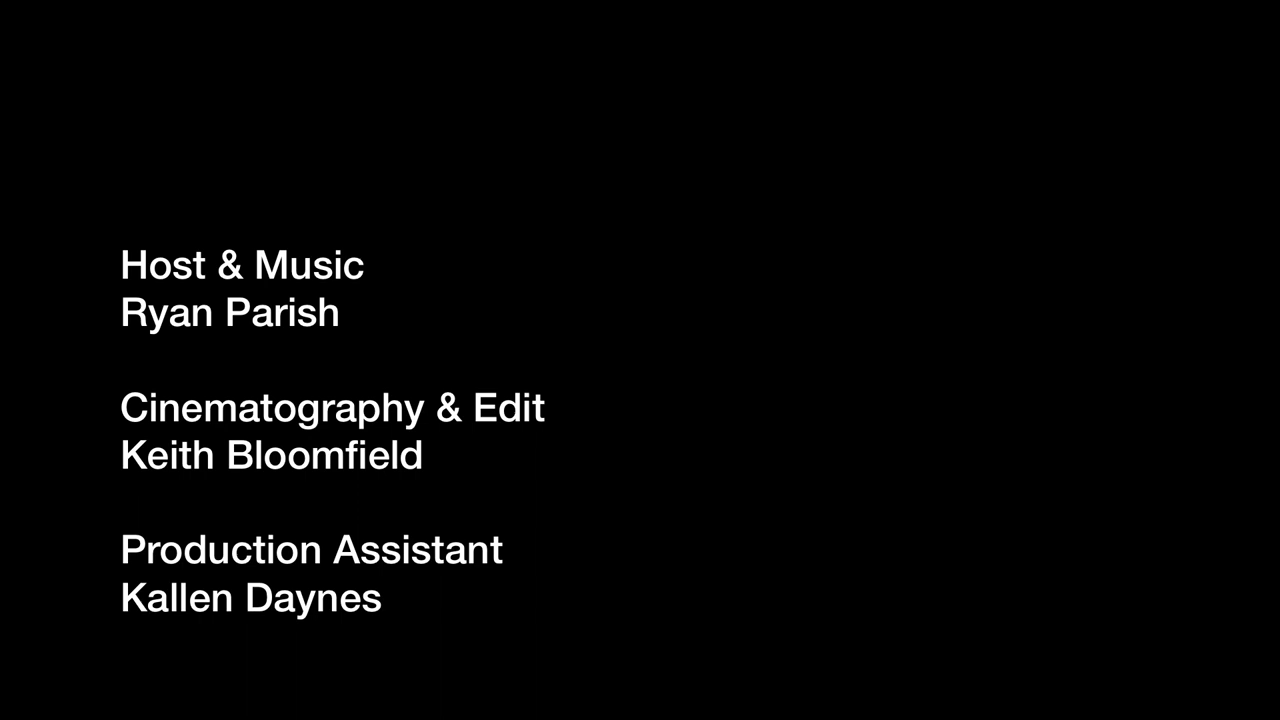 Host & Music
Ryan Parish
Cinematography & Edit
Keith Bloomfield
Production Assistant
Kallen Daynes